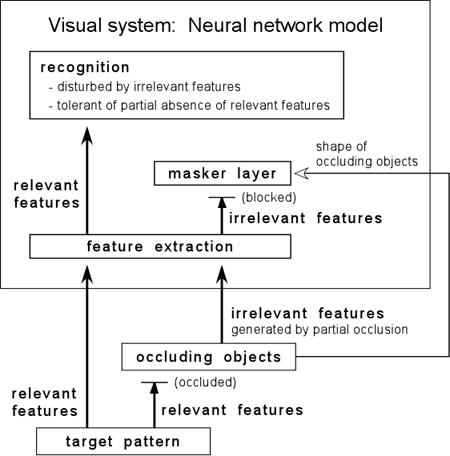 Visual system: Neural network model
recognition
- disturbed by irrelevant features
- tolerant of partial absence of relevant features
shape of
occluding objects
masker layer
relevant
features
(blocked)
irrelevant features
feature extraction
irrelevant features
generated by partial occlusion
occluding objects
relevant
features
(occluded)
relevant features
target pattern